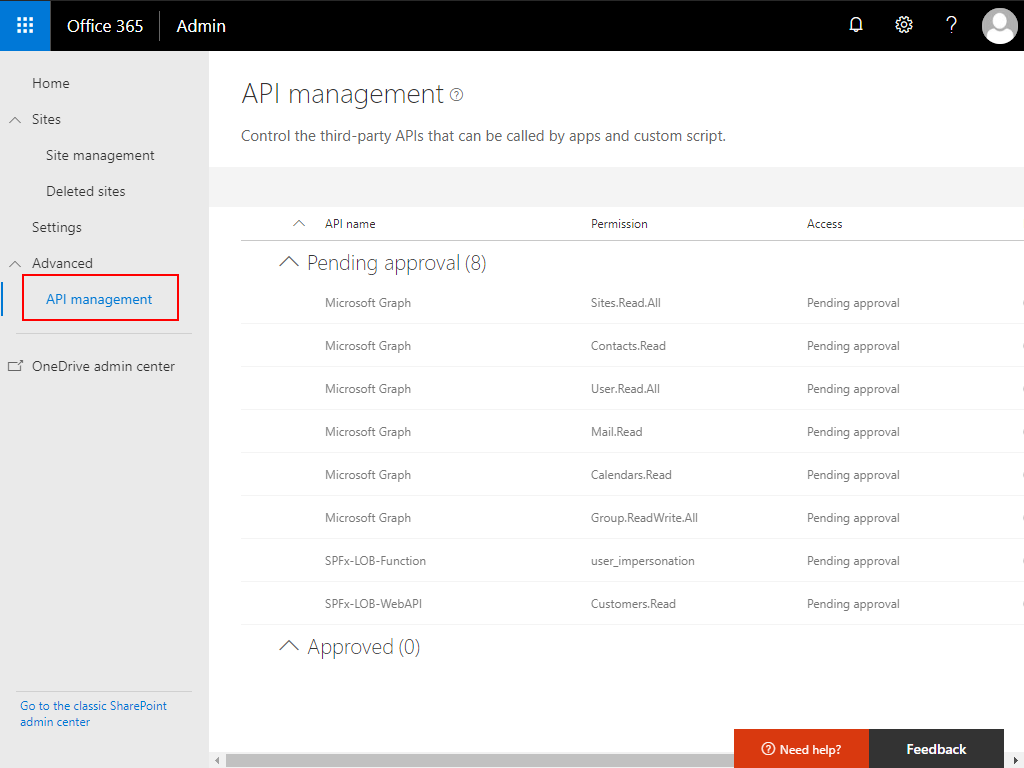 Office 365 Admin
Home
Sites
Site management
Deleted sites
Settings
Advanced
API management
OneDrive admin center
Go to the classic SharePoint
admin center
API management
Control the third-party APIs that can be called by apps and custom script.
API name Permission Access
Pending approval (8)
Microsoft Graph Sites.Read.All Pending approval
Microsoft Graph Contacts.Read Pending approval
Microsoft Graph User.Read.All Pending approval
Microsoft Graph Mail.Read Pending approval
Microsoft Graph Calendars.Read Pending approval
Microsoft Graph Group.ReadWrite.All Pending approval
SPFx-LOB-Function user_impersonation Pending approval
SPFx-LOB-WebAPI Customers.Read Pending approval
Approved (0)
Need help? Feedback